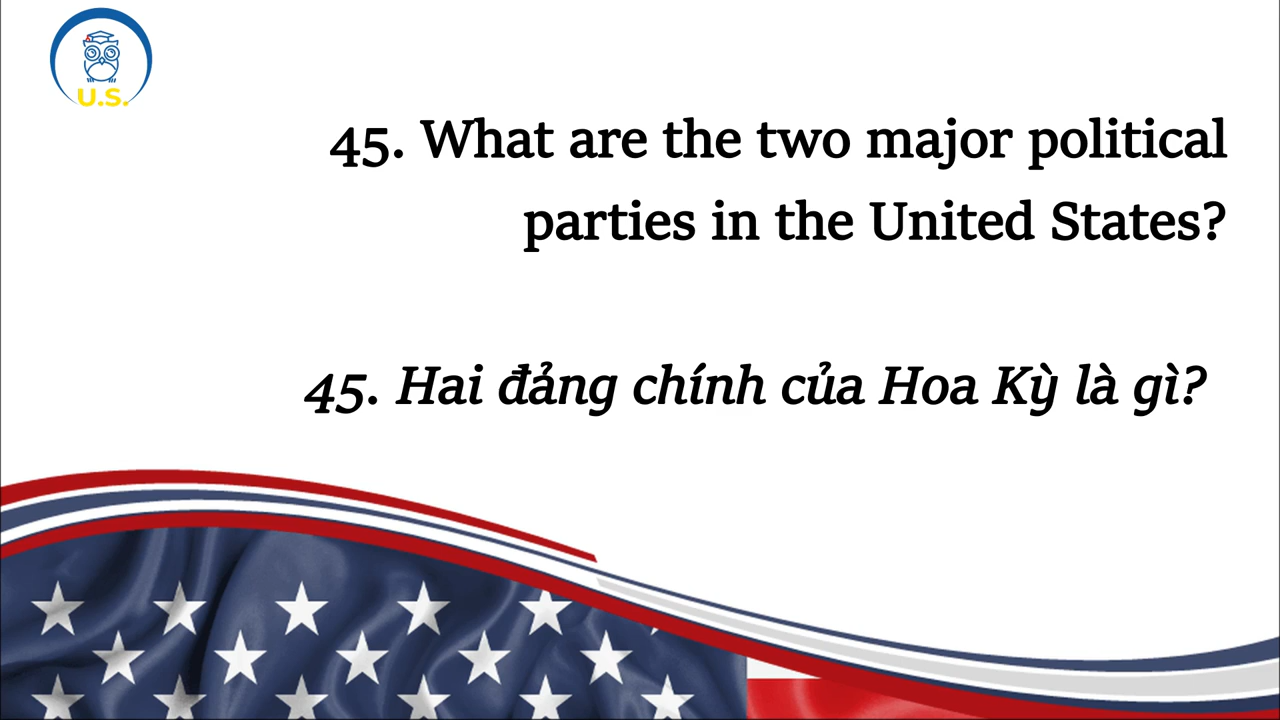 U.S.
45. What are the two major political
parties in the United States?
45. Hai đảng chính của Hoa Kỳ là gì?